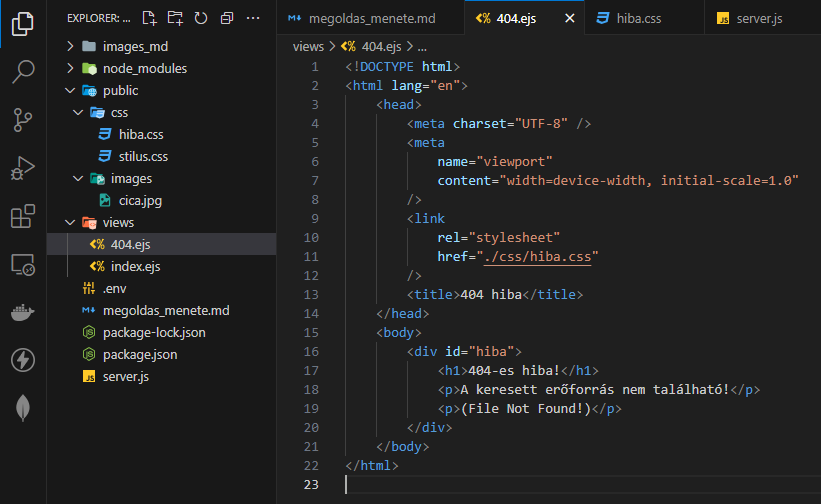 EXPLORER: ...
images_md
node_modules
public
css
hiba.css
stilus.css
images
cica.jpg
views
404.ejs
index.ejs
.env
megoldas_menete.md
package-lock.json
package.json
server.js
megoldas_menete.md
404.ejs
hiba.css
server.js
views > 404.ejs > ...
1 <!DOCTYPE html>
2 <html lang="en">
3 <head>
4 <meta charset="UTF-8" />
5 <meta
6 name="viewport"
7 content="width=device-width, initial-scale=1.0"
8 />
9 <link
10 rel="stylesheet"
11 href="./css/hiba.css"
12 />
13 <title>404 hiba</title>
14 </head>
15 <body>
16 <div id="hiba">
17 <h1>404-es hiba!</h1>
18 <p>A keresett erőforrás nem található!</p>
19 <p>(File Not Found!)</p>
20 </div>
21 </body>
22 </html>
23